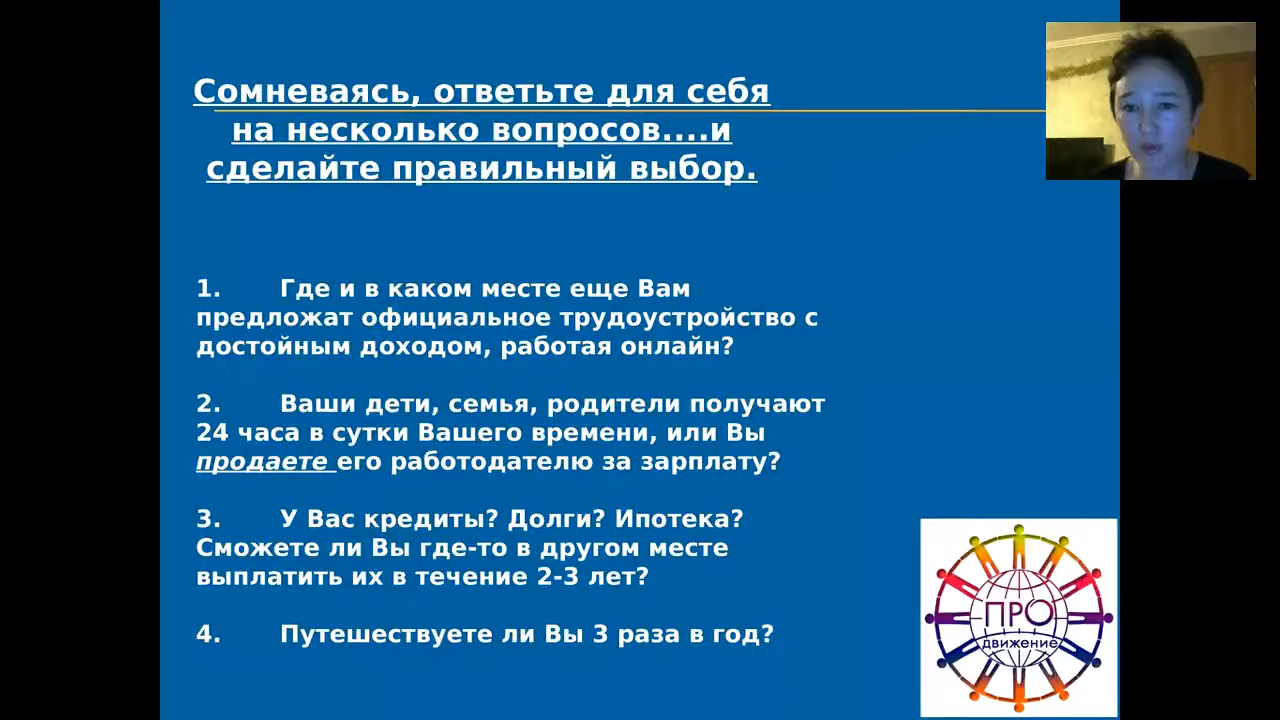 Сомневаясь, ответьте для себя
на несколько вопросов....и
сделайте правильный выбор.
1. Где и в каком месте еще Вам
предложат официальное трудоустройство с
достойным доходом, работая онлайн?
2. Ваши дети, семья, родители получают
24 часа в сутки Вашего времени, или Вы
продаете его работодателю за зарплату?
3. У Вас кредиты? Долги? Ипотека?
Сможете ли Вы где-то в другом месте
выплатить их в течение 2-3 лет?
4. Путешествуете ли Вы 3 раза в год?
ПРО
движение